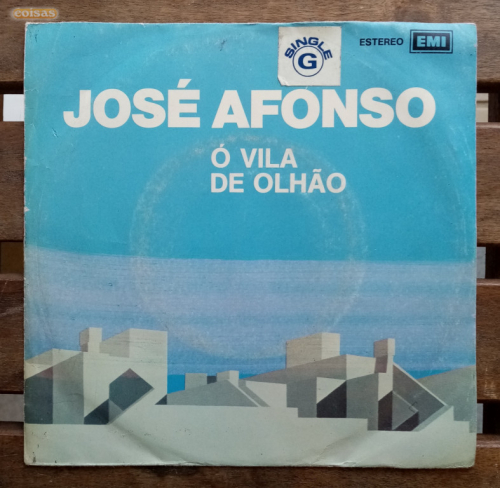 coisas
SINGLE
G
ESTEREO EMI
JOSÉ AFONSO
Ó VILA
DE OLHÃO